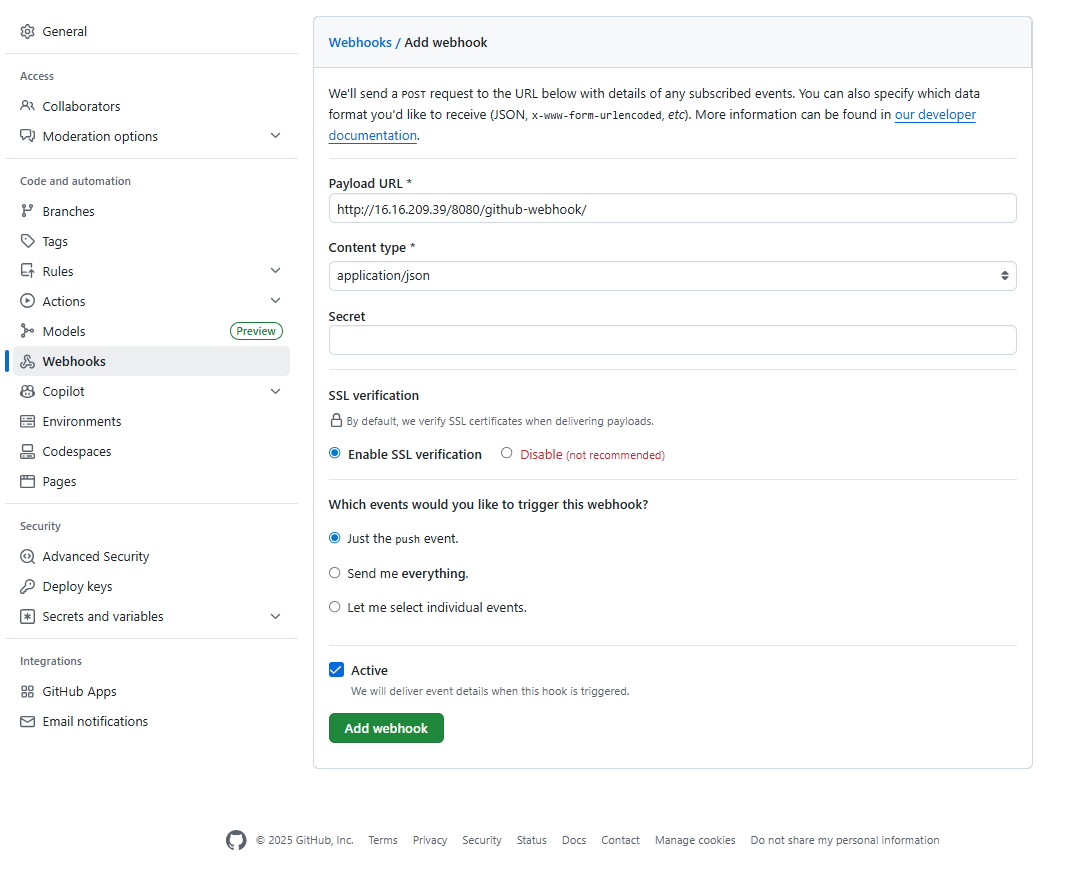 General
Access
Collaborators
Moderation options
Code and automation
Branches
Tags
Rules
Actions
Models Preview
Webhooks
Copilot
Environments
Codespaces
Pages
Security
Advanced Security
Deploy keys
Secrets and variables
Integrations
GitHub Apps
Email notifications
Webhooks / Add webhook
We'll send a POST request to the URL below with details of any subscribed events. You can also specify which data
format you'd like to receive (JSON, x-www-form-urlencoded, etc). More information can be found in our developer
documentation.
Payload URL *
http://16.16.209.39/8080/github-webhook/
Content type *
application/json
Secret
SSL verification
By default, we verify SSL certificates when delivering payloads.
Enable SSL verification Disable (not recommended)
Which events would you like to trigger this webhook?
Just the push event.
Send me everything.
Let me select individual events.
Active
We will deliver event details when this hook is triggered.
Add webhook
© 2025 GitHub, Inc. Terms Privacy Security Status Docs Contact Manage cookies Do not share my personal information